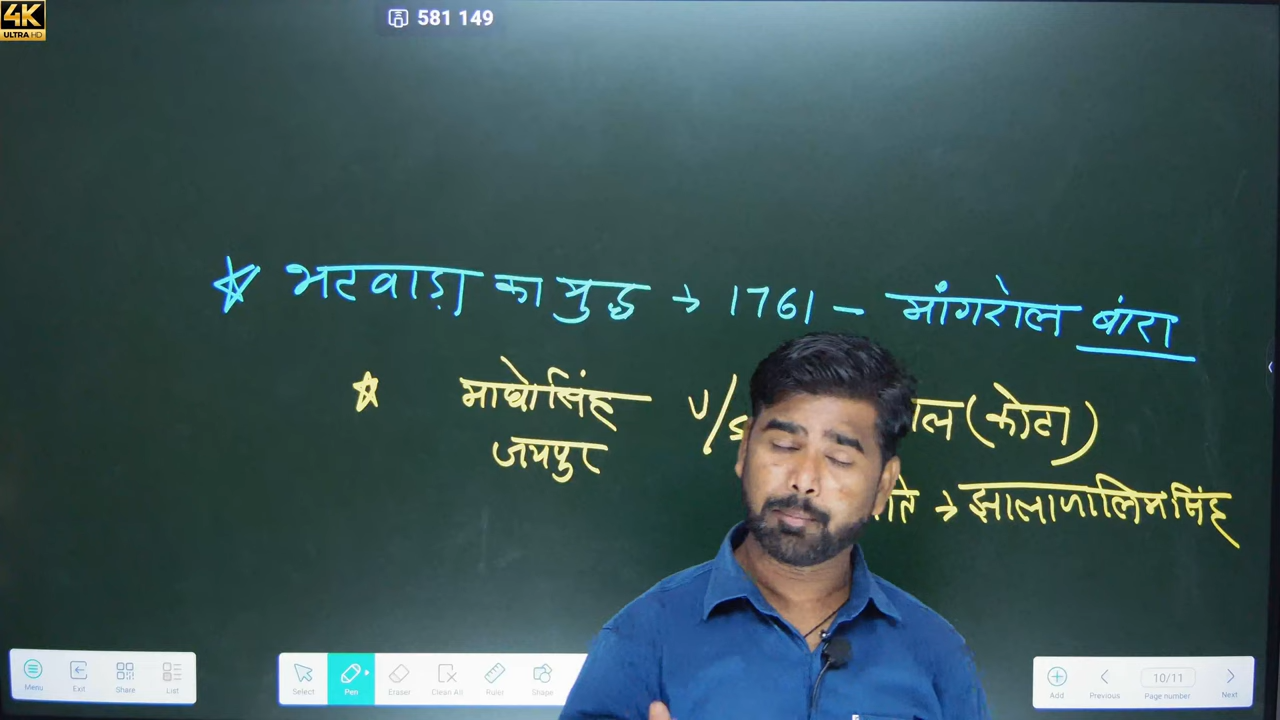 4K
ULTRA HD
581 149
भटवाड़ा का युद्ध → 1761 – मांगरोल बांरा
माधोसिंह v/s (कोटा)
जयपुर → झालाजालिमसिंह
Menu Exit Share List Select Pen Eraser Clean All Ruler Shape Add Previous 10/11 Next
Page number